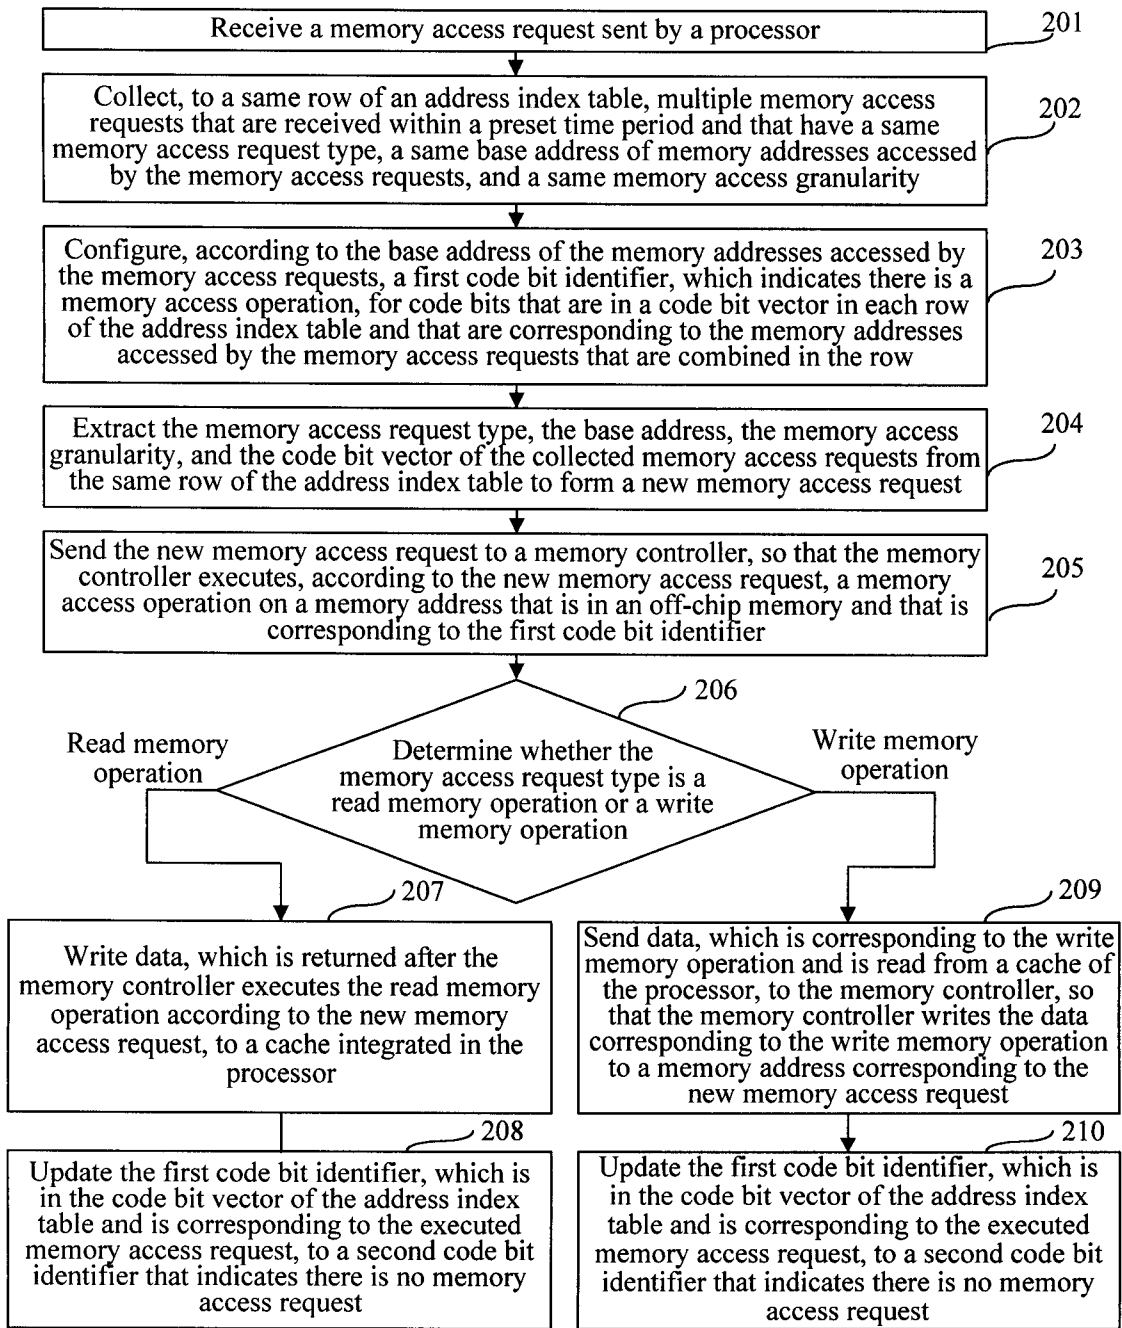 Receive a memory access request sent by a processor
201
Collect, to a same row of an address index table, multiple memory access
requests that are received within a preset time period and that have a same
memory access request type, a same base address of memory addresses accessed
by the memory access requests, and a same memory access granularity
202
Configure, according to the base address of the memory addresses accessed by
the memory access requests, a first code bit identifier, which indicates there is a
memory access operation, for code bits that are in a code bit vector in each row
of the address index table and that are corresponding to the memory addresses
accessed by the memory access requests that are combined in the row
203
Extract the memory access request type, the base address, the memory access
granularity, and the code bit vector of the collected memory access requests from
the same row of the address index table to form a new memory access request
204
Send the new memory access request to a memory controller, so that the memory
controller executes, according to the new memory access request, a memory
access operation on a memory address that is in an off-chip memory and that is
corresponding to the first code bit identifier
205
206
Read memory
operation
Determine whether the
memory access request type is a
read memory operation or a write
memory operation
Write memory
operation
207
Write data, which is returned after the
memory controller executes the read memory
operation according to the new memory
access request, to a cache integrated in the
processor
209
Send data, which is corresponding to the write
memory operation and is read from a cache of
the processor, to the memory controller, so
that the memory controller writes the data
corresponding to the write memory operation
to a memory address corresponding to the
new memory access request
208
Update the first code bit identifier, which is
in the code bit vector of the address index
table and is corresponding to the executed
memory access request, to a second code bit
identifier that indicates there is no memory
access request
210
Update the first code bit identifier, which is
in the code bit vector of the address index
table and is corresponding to the executed
memory access request, to a second code bit
identifier that indicates there is no memory
access request